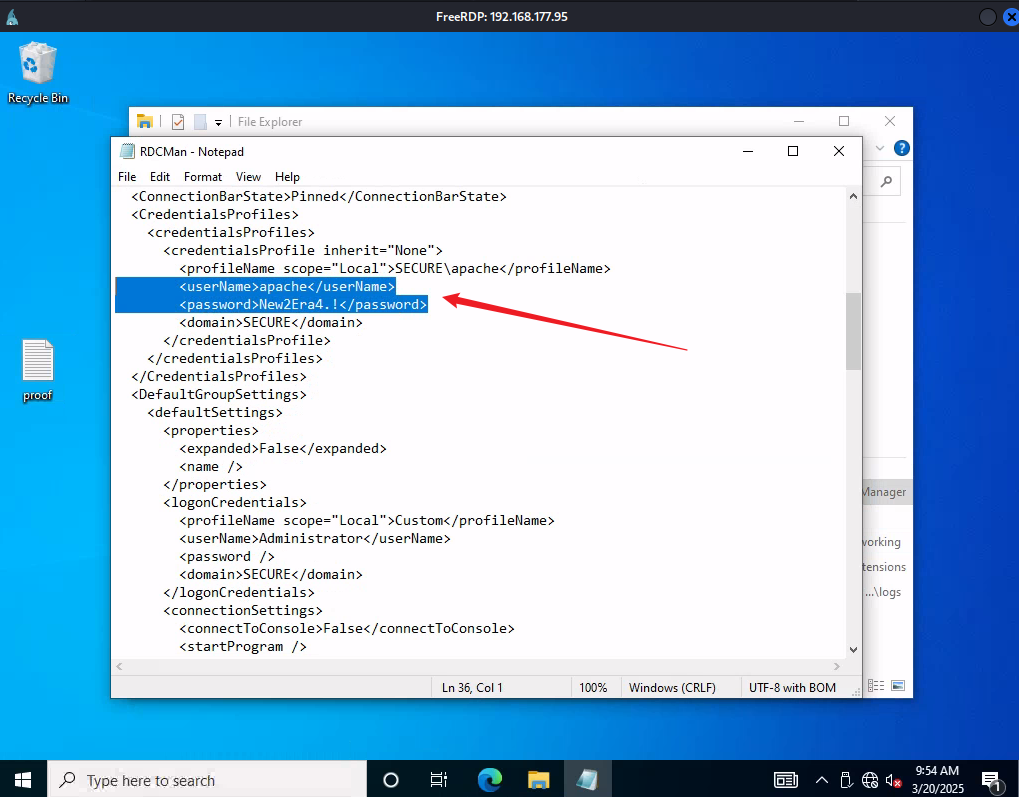 FreeRDP: 192.168.177.95
Recycle Bin
File Explorer
RDCMan - Notepad
File Edit Format View Help
<ConnectionBarState>Pinned</ConnectionBarState>
<CredentialsProfiles>
<credentialsProfiles>
<credentialsProfile inherit="None">
<profileName scope="Local">SECURE\apache</profileName>
<userName>apache</userName>
<password>New2Era4.!</password>
<domain>SECURE</domain>
</credentialsProfile>
</credentialsProfiles>
</CredentialsProfiles>
<DefaultGroupSettings>
<defaultSettings>
<properties>
<expanded>False</expanded>
<name />
</properties>
<logonCredentials>
<profileName scope="Local">Custom</profileName>
<userName>Administrator</userName>
<password />
<domain>SECURE</domain>
</logonCredentials>
<connectionSettings>
<connectToConsole>False</connectToConsole>
<startProgram />
proof
Manager
working
tensions
...\logs
Ln 36, Col 1
100%
Windows (CRLF)
UTF-8 with BOM
Type here to search
9:54 AM
3/20/2025
1